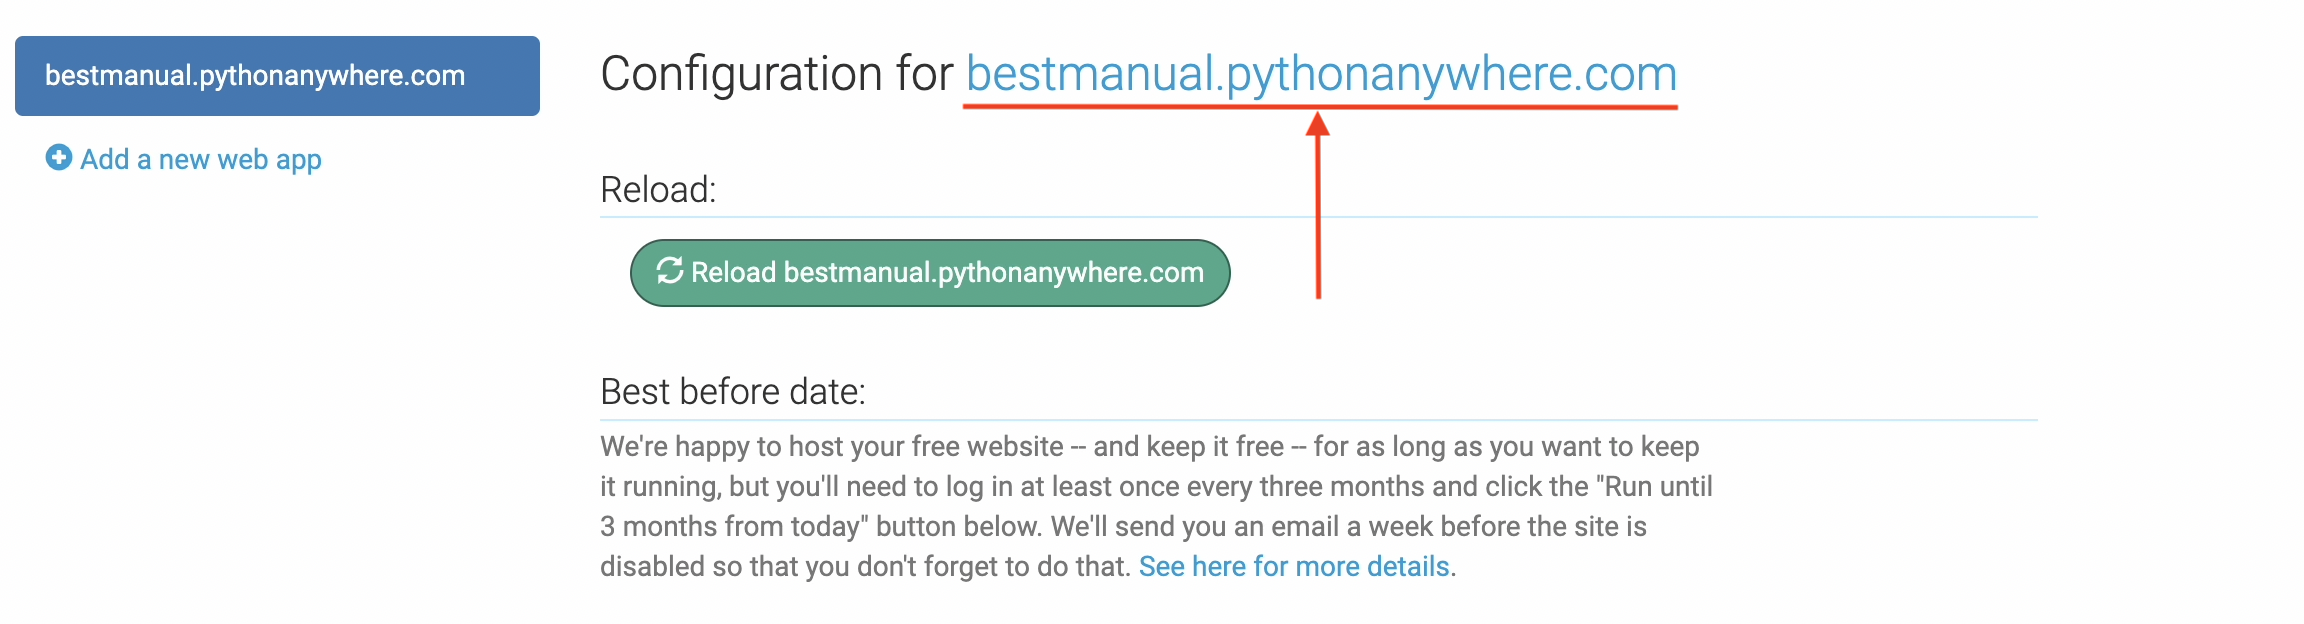 bestmanual.pythonanywhere.com
Add a new web app
Configuration for bestmanual.pythonanywhere.com
Reload:
Reload bestmanual.pythonanywhere.com
Best before date:
We're happy to host your free website -- and keep it free -- for as long as you want to keep
it running, but you'll need to log in at least once every three months and click the "Run until
3 months from today" button below. We'll send you an email a week before the site is
disabled so that you don't forget to do that. See here for more details.